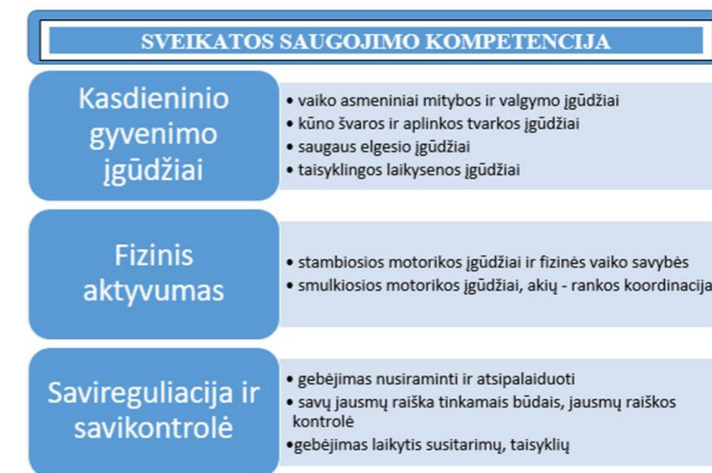 SVEIKATOS SAUGOJIMO KOMPETENCIJA
Kasdieninio
gyvenimo
įgūdžiai
• vaiko asmeniniai mitybos ir valgymo įgūdžiai
• kūno švaros ir aplinkos tvarkos įgūdžiai
• saugaus elgesio įgūdžiai
• taisyklingos laikysenos įgūdžiai
Fizinis
aktyvumas
• stambiosios motorikos įgūdžiai ir fizinės vaiko savybės
• smulkiosios motorikos įgūdžiai, akių - rankos koordinacija
Savireguliacija ir
savikontrolė
• gebėjimas nusiraminti ir atsipalaiduoti
• savų jausmų raiška tinkamais būdais, jausmų raiškos
kontrolė
•gebėjimas laikytis susitarimų, taisyklių